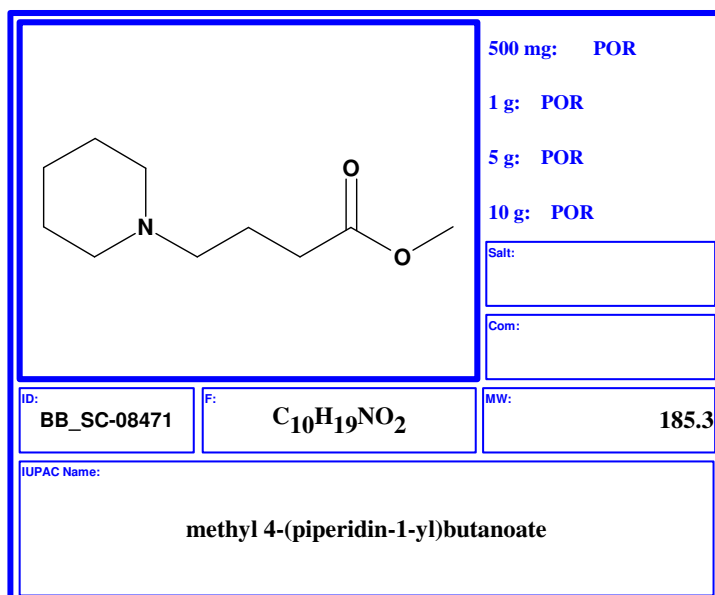 500 mg: POR
1 g: POR
5 g: POR
10 g: POR
O
N
O
Salt:
Com:
ID:
BB_SC-08471
F:
C10H19NO2
MW:
185.3
IUPAC Name:
methyl 4-(piperidin-1-yl)butanoate